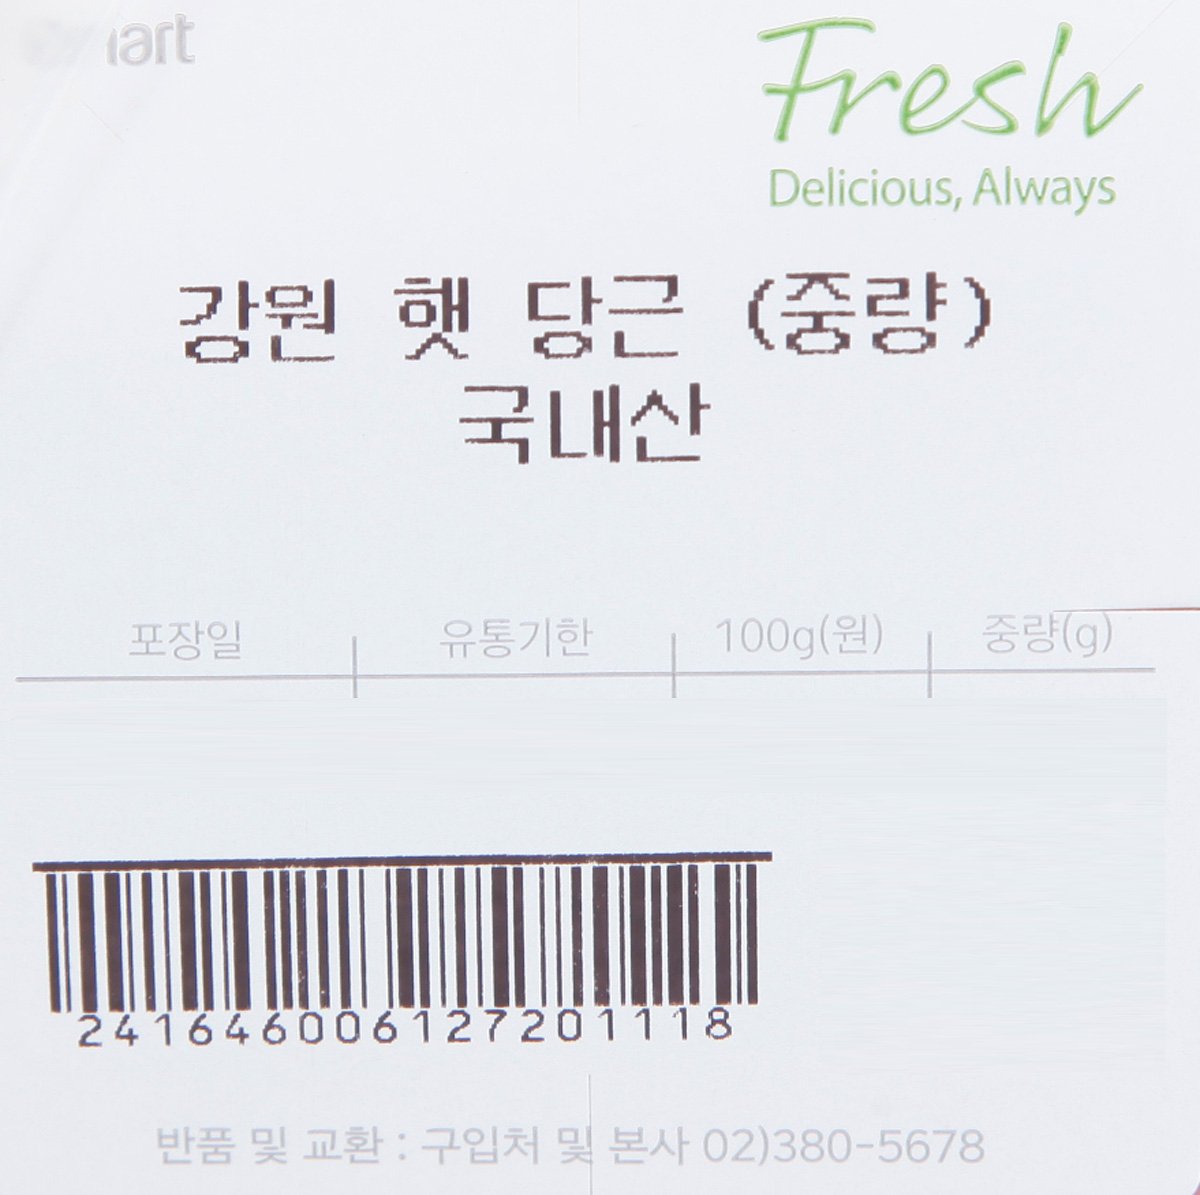 Fresh
Delicious, Always
강원 햇 당근 (중량)
국내산
포장일 유통기한 100g(원) 중량(g)
241646006127201118
반품 및 교환 : 구입처 및 본사 02)380-5678